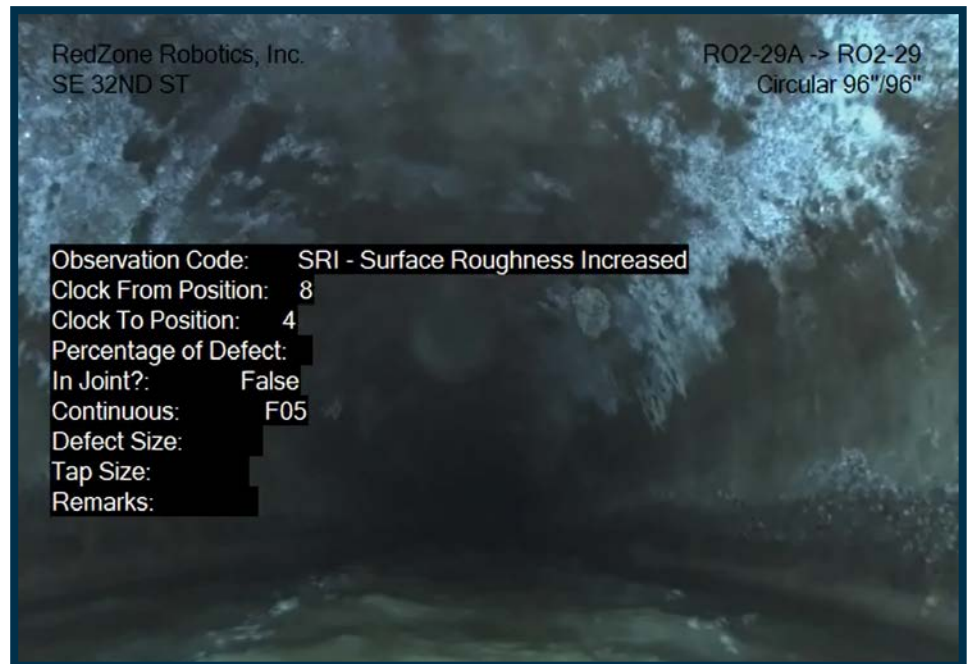 RedZone Robotics, Inc.
SE 32ND ST
RO2-29A -> RO2-29
Circular 96"/96"
Observation Code: SRI - Surface Roughness Increased
Clock From Position: 8
Clock To Position: 4
Percentage of Defect:
In Joint?: False
Continuous: F05
Defect Size:
Tap Size:
Remarks: